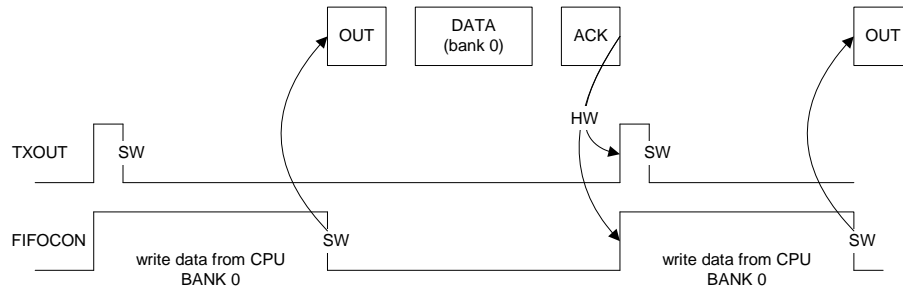 OUT
DATA
(bank 0)
ACK
OUT
HW
TXOUT
SW
SW
FIFOCON
SW
SW
write data from CPU
BANK 0
write data from CPU
BANK 0